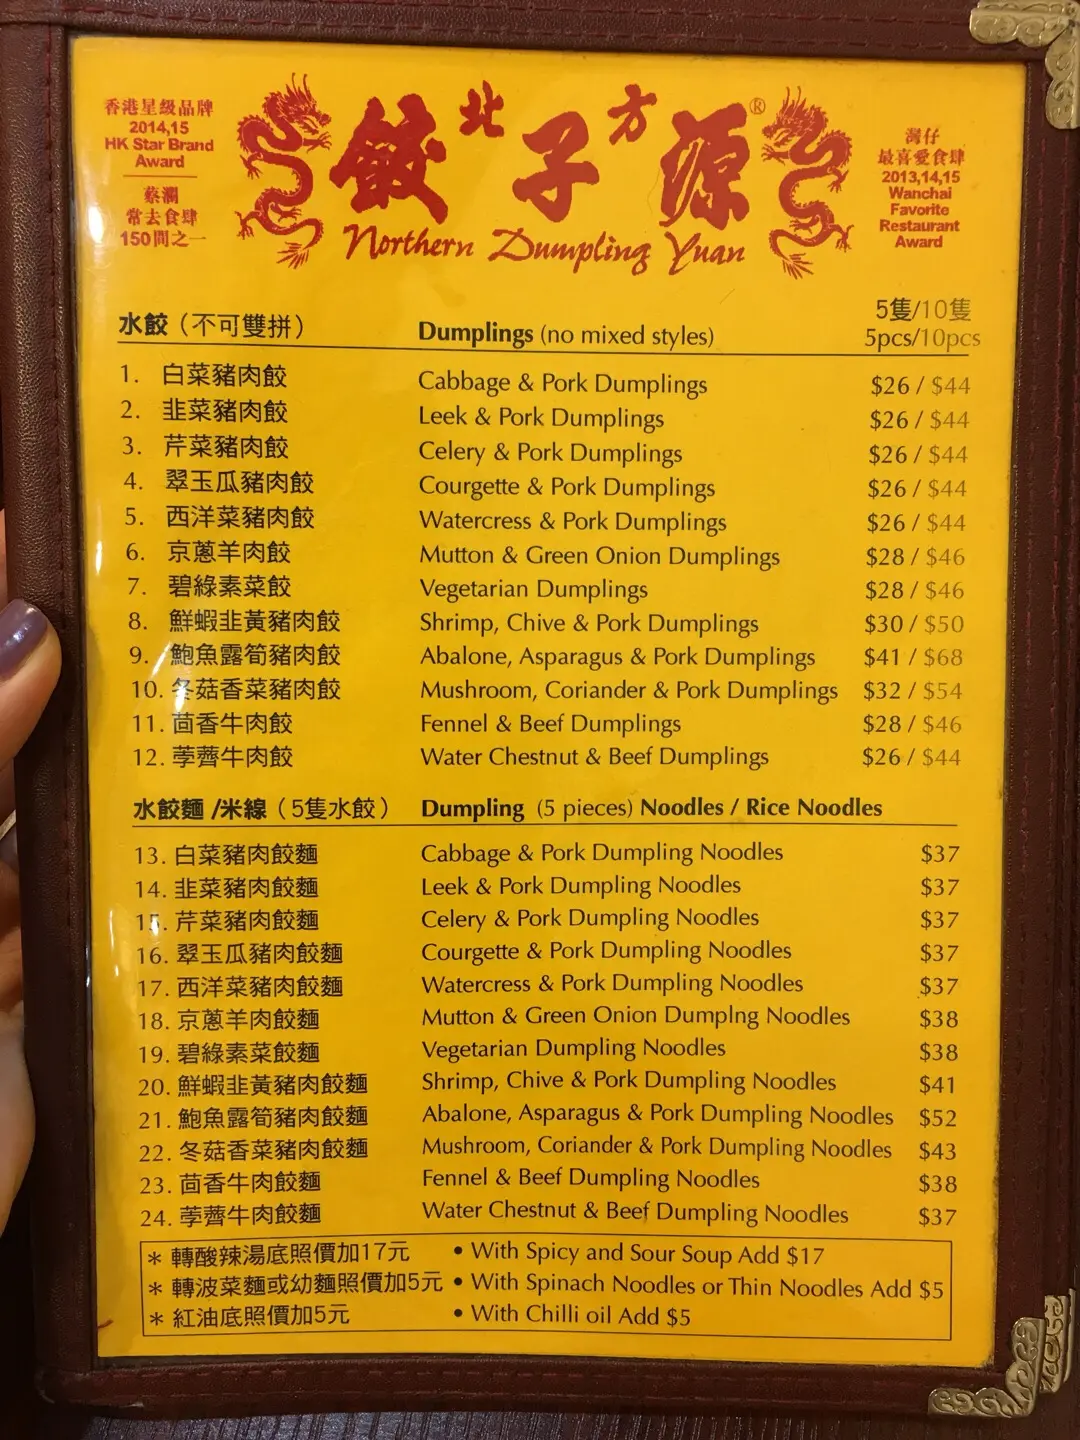 香港星級品牌
2014,15
HK Star Brand
Award
蔡瀾
常去食肆
150間之一
餃北子方源®
Northern Dumpling Yuan
灣仔
最喜愛食肆
2013,14,15
Wanchai
Favorite
Restaurant
Award
5隻/10隻
水餃（不可雙拼） Dumplings (no mixed styles) 5pcs/10pcs
1. 白菜豬肉餃 Cabbage & Pork Dumplings $26 / $44
2. 韭菜豬肉餃 Leek & Pork Dumplings $26 / $44
3. 芹菜豬肉餃 Celery & Pork Dumplings $26 / $44
4. 翠玉瓜豬肉餃 Courgette & Pork Dumplings $26 / $44
5. 西洋菜豬肉餃 Watercress & Pork Dumplings $26 / $44
6. 京蔥羊肉餃 Mutton & Green Onion Dumplings $28 / $46
7. 碧綠素菜餃 Vegetarian Dumplings $28 / $46
8. 鮮蝦韭黃豬肉餃 Shrimp, Chive & Pork Dumplings $30 / $50
9. 鮑魚露筍豬肉餃 Abalone, Asparagus & Pork Dumplings $41 / $68
10. 冬菇香菜豬肉餃 Mushroom, Coriander & Pork Dumplings $32 / $54
11. 茴香牛肉餃 Fennel & Beef Dumplings $28 / $46
12. 荸薺牛肉餃 Water Chestnut & Beef Dumplings $26 / $44
水餃麵 /米線（5隻水餃） Dumpling (5 pieces) Noodles / Rice Noodles
13. 白菜豬肉餃麵 Cabbage & Pork Dumpling Noodles $37
14. 韭菜豬肉餃麵 Leek & Pork Dumpling Noodles $37
15. 芹菜豬肉餃麵 Celery & Pork Dumpling Noodles $37
16. 翠玉瓜豬肉餃麵 Courgette & Pork Dumpling Noodles $37
17. 西洋菜豬肉餃麵 Watercress & Pork Dumpling Noodles $37
18. 京蔥羊肉餃麵 Mutton & Green Onion Dumplng Noodles $38
19. 碧綠素菜餃麵 Vegetarian Dumpling Noodles $38
20. 鮮蝦韭黃豬肉餃麵 Shrimp, Chive & Pork Dumpling Noodles $41
21. 鮑魚露筍豬肉餃麵 Abalone, Asparagus & Pork Dumpling Noodles $52
22. 冬菇香菜豬肉餃麵 Mushroom, Coriander & Pork Dumpling Noodles $43
23. 茴香牛肉餃麵 Fennel & Beef Dumpling Noodles $38
24. 荸薺牛肉餃麵 Water Chestnut & Beef Dumpling Noodles $37
* 轉酸辣湯底照價加17元 • With Spicy and Sour Soup Add $17
* 轉波菜麵或幼麵照價加5元 • With Spinach Noodles or Thin Noodles Add $5
* 紅油底照價加5元 • With Chilli oil Add $5